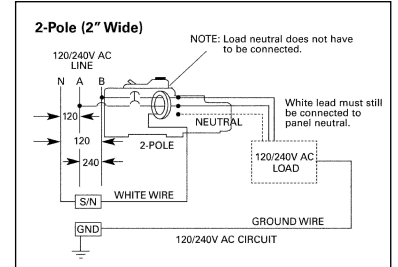 2-Pole (2" Wide)
NOTE: Load neutral does not have
to be connected.
120/240V AC
LINE
N A B
White lead must still
be connected to
panel neutral.
120
NEUTRAL
120
2-POLE
240
120/240V AC
LOAD
WHITE WIRE
S/N
GROUND WIRE
GND
120/240V AC CIRCUIT